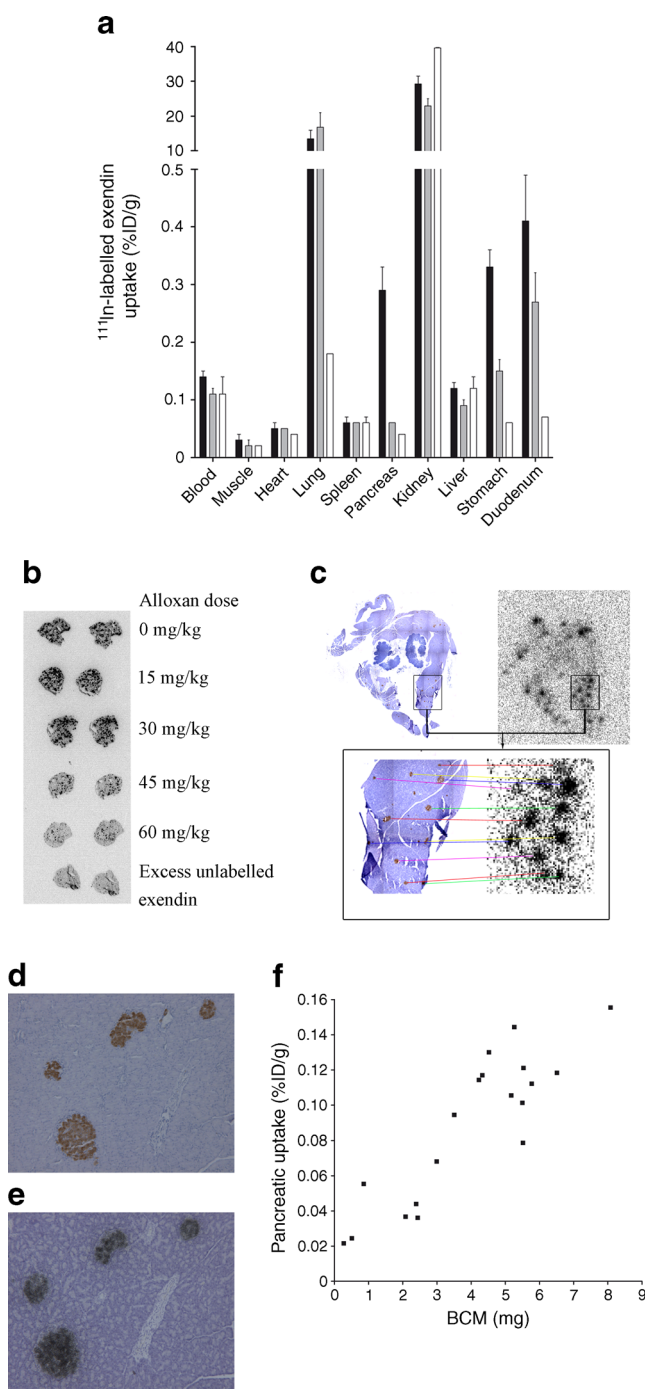 a
40
30
20
10
0.5
0.4
0.3
0.2
0.1
0
¹¹¹In-labelled exendin
uptake (%ID/g)
Blood
Muscle
Heart
Lung
Spleen
Pancreas
Kidney
Liver
Stomach
Duodenum
b
Alloxan dose
0 mg/kg
15 mg/kg
30 mg/kg
45 mg/kg
60 mg/kg
Excess unlabelled
exendin
c
d
e
f
0.16
0.14
0.12
0.10
0.08
0.06
0.04
0.02
0
Pancreatic uptake (%ID/g)
0 1 2 3 4 5 6 7 8 9
BCM (mg)